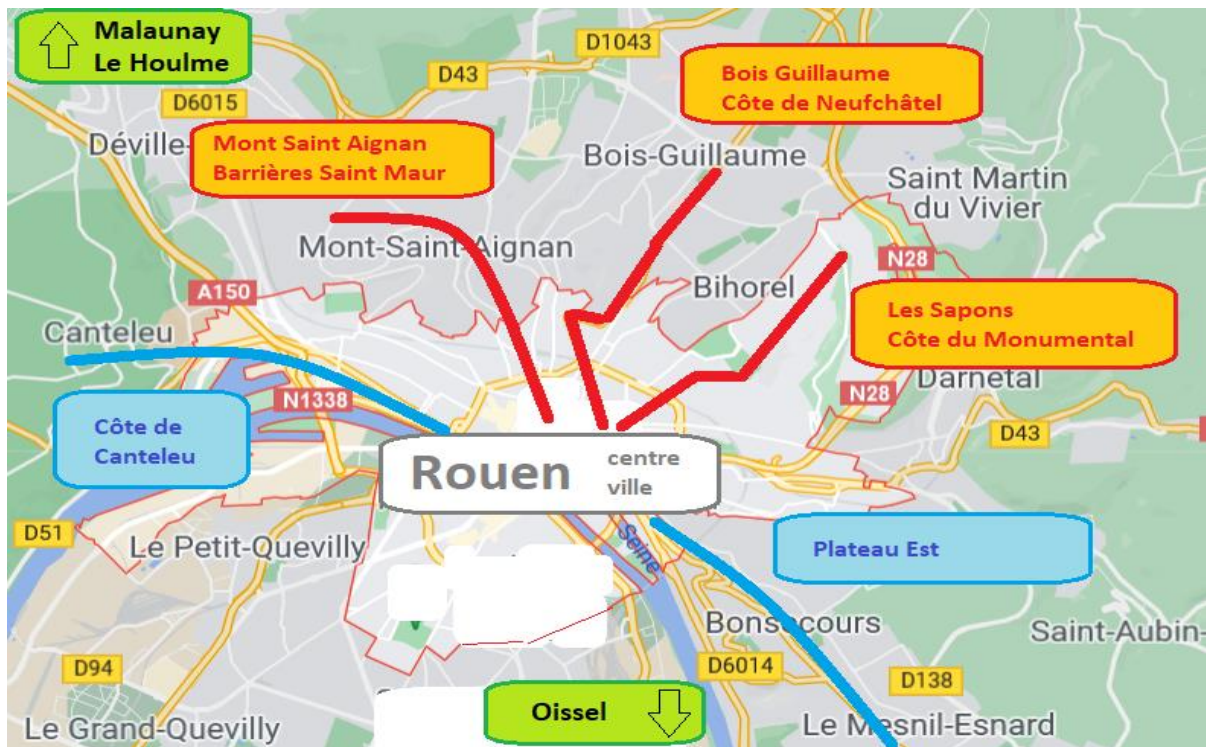 Malaunay
Le Houlme
D1043
D43
D6015
Bois Guillaume
Côte de Neufchâtel
Déville-
Mont Saint Aignan
Barrières Saint Maur
Bois-Guillaume
Saint Martin
du Vivier
Mont-Saint-Aignan
N28
Bihorel
A150
Les Sapons
Côte du Monumental
Canteleu
Darnetal
N1338
N28
Côte de
Canteleu
D43
Rouen
centre
ville
D51
Seine
Le Petit-Quevilly
Plateau Est
Bonsecours
Saint-Aubin-
D94
D6014
D138
Oissel
Le Grand-Quevilly
Le Mesnil-Esnard